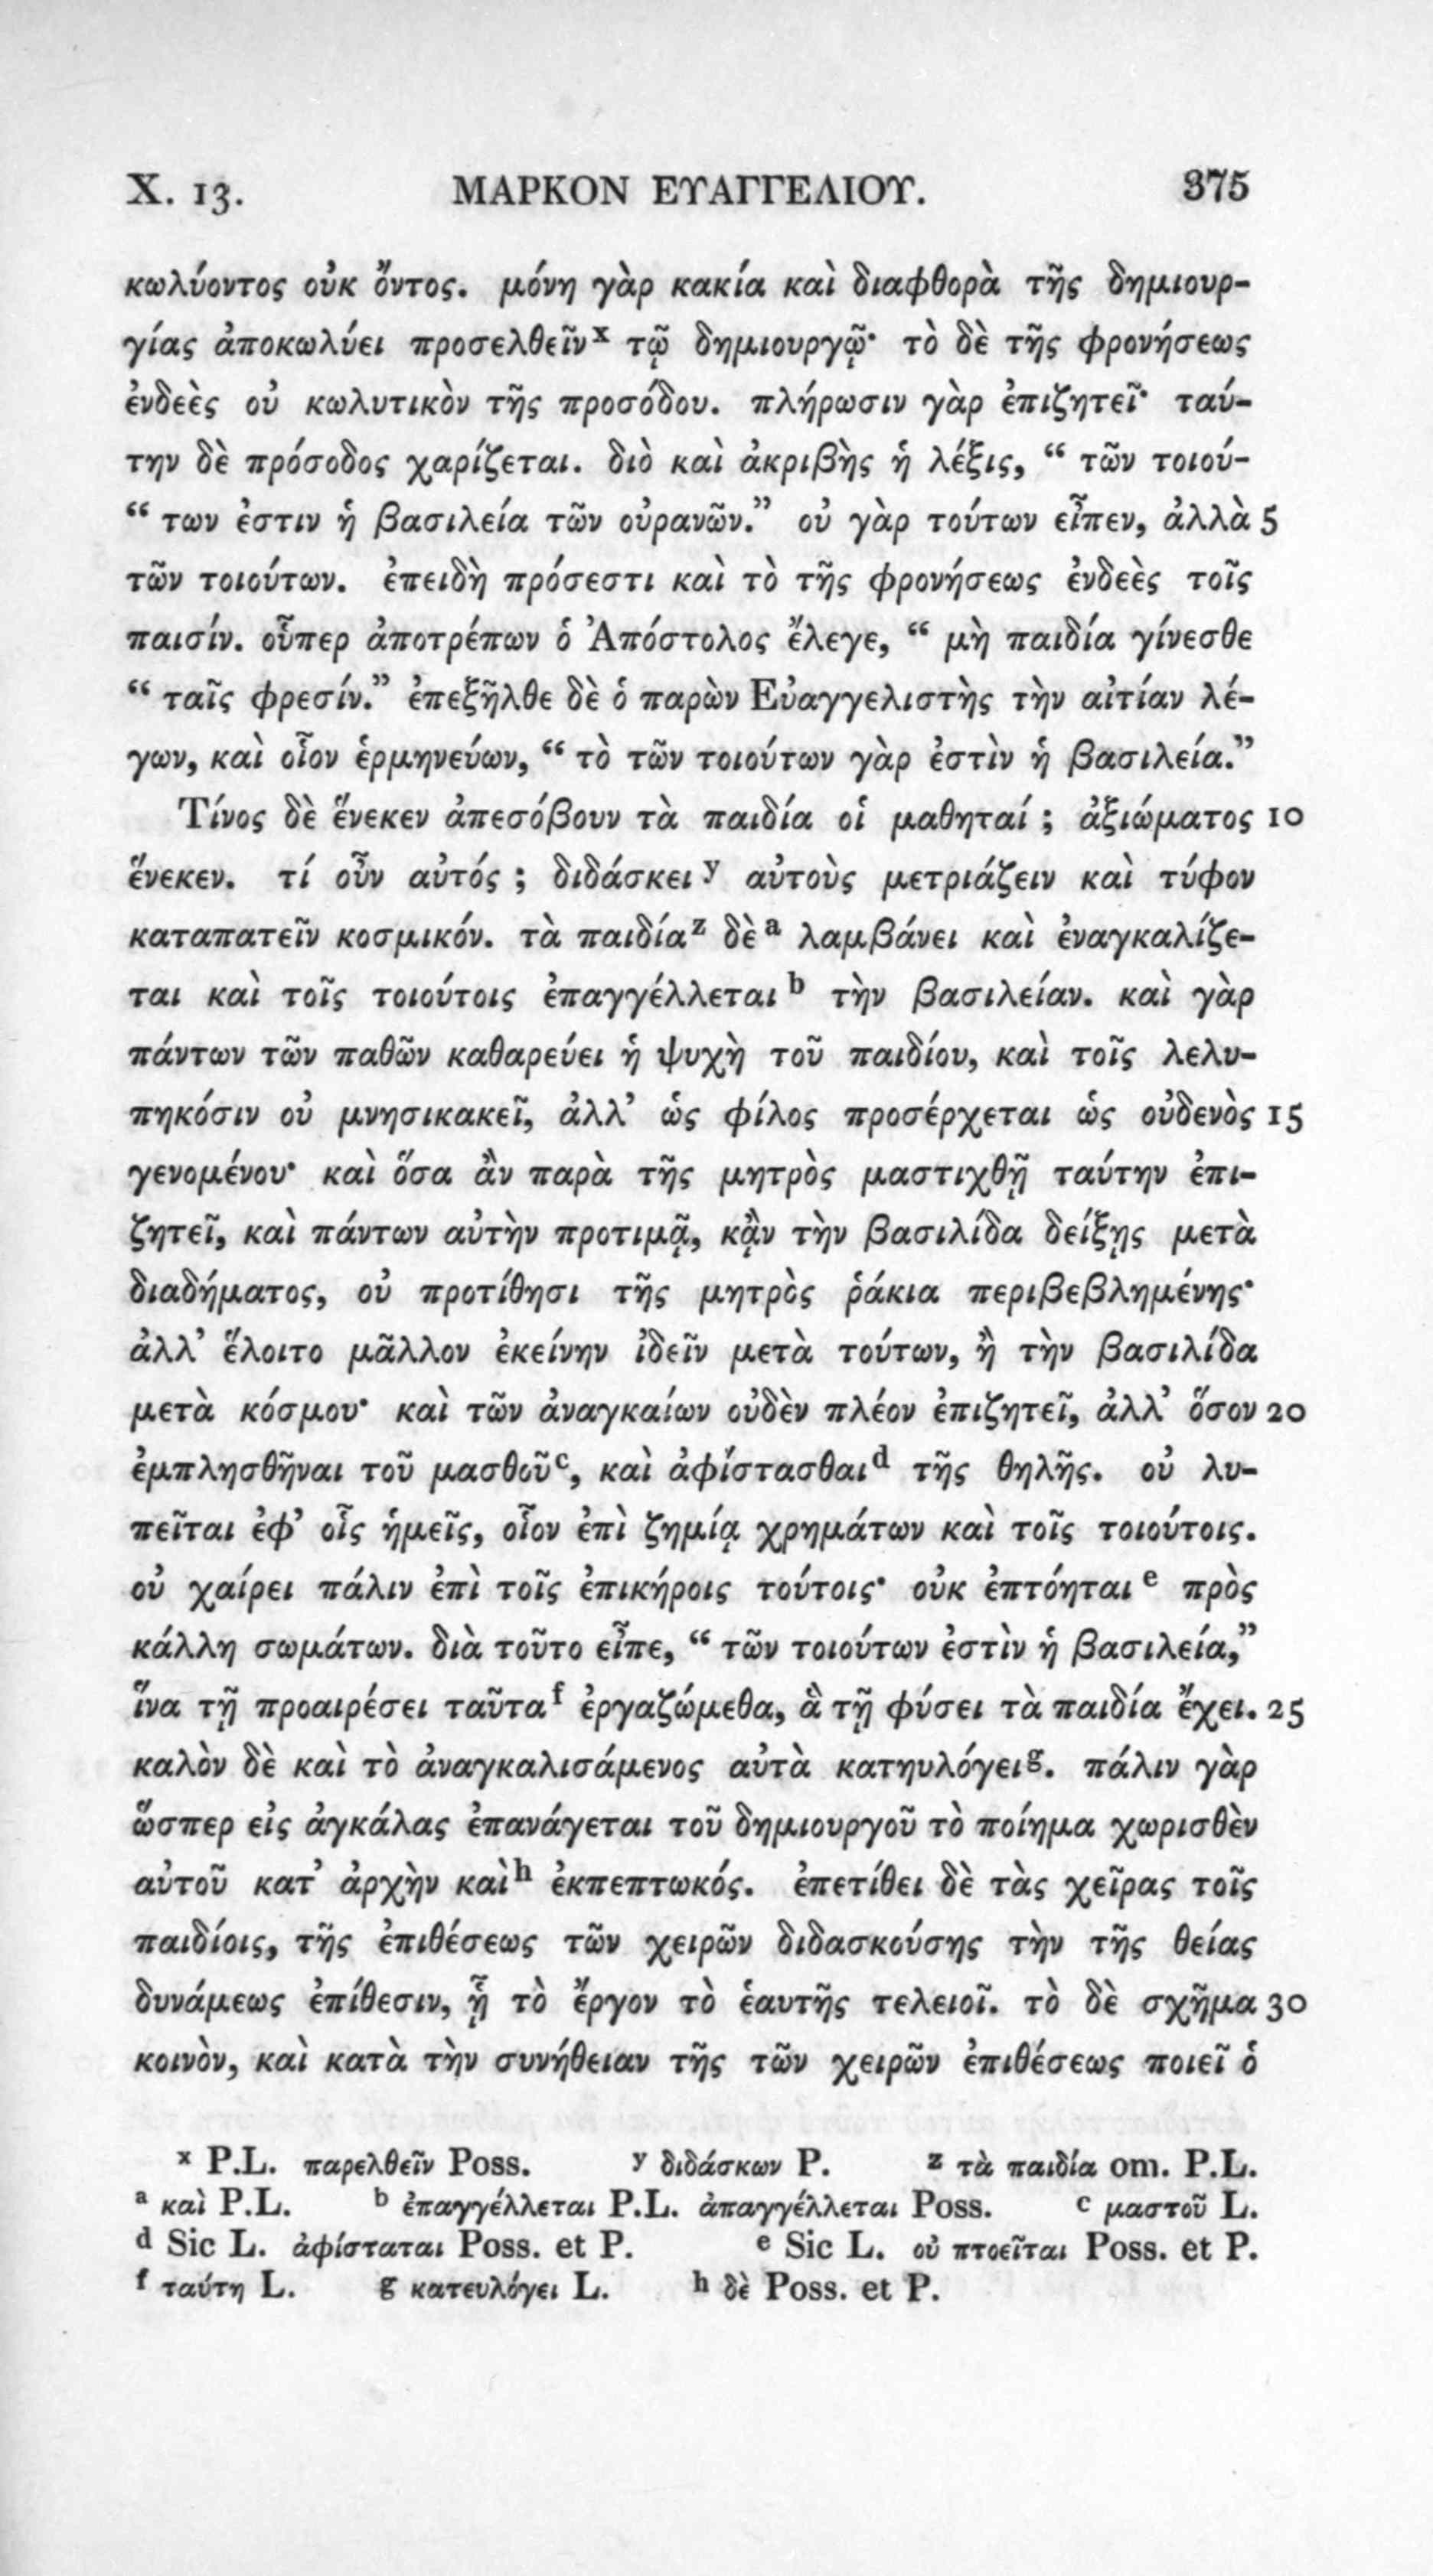 X. 13. ΜΑΡΚΟΝ ΕΥΑΓΓΕΛΙΟΥ. 375
κωλύοντος οὐκ ὄντος. μόνη γὰρ κακία καὶ διαφθορὰ τῆς δημιουρ-
γίας ἀποκωλύει προσελθεῖν x τῷ δημιουργῷ· τὸ δὲ τῆς φρονήσεως
ἐνδεὲς οὐ κωλυτικὸν τῆς προσόδου. πλήρωσιν γὰρ ἐπιζητεῖ· ταύ-
την δὲ πρόσοδος χαρίζεται. διὸ καὶ ἀκριβὴς ἡ λέξις, “ τῶν τοιού-
“ των ἐστιν ἡ βασιλεία τῶν οὐρανῶν.” οὐ γὰρ τούτων εἶπεν, ἀλλὰ 5
τῶν τοιούτων. ἐπειδὴ πρόσεστι καὶ τὸ τῆς φρονήσεως ἐνδεὲς τοῖς
παισίν. οὗπερ ἀποτρέπων ὁ Ἀπόστολος ἔλεγε, “ μὴ παιδία γίνεσθε
“ ταῖς φρεσίν.” ἐπεξῆλθε δὲ ὁ παρὼν Εὐαγγελιστὴς τὴν αἰτίαν λέ-
γων, καὶ οἷον ἑρμηνεύων, “ τὸ τῶν τοιούτων γὰρ ἐστὶν ἡ βασιλεία.”
Τίνος δὲ ἕνεκεν ἀπεσόβουν τὰ παιδία οἱ μαθηταί ; ἀξιώματος 10
ἕνεκεν. τί οὖν αὐτός ; διδάσκει y αὐτοὺς μετριάζειν καὶ τύφον
καταπατεῖν κοσμικόν. τὰ παιδία z δὲ a λαμβάνει καὶ ἐναγκαλίζε-
ται καὶ τοῖς τοιούτοις ἐπαγγέλλεται b τὴν βασιλείαν. καὶ γὰρ
πάντων τῶν παθῶν καθαρεύει ἡ ψυχὴ τοῦ παιδίου, καὶ τοῖς λελυ-
πηκόσιν οὐ μνησικακεῖ, ἀλλ’ ὡς φίλος προσέρχεται ὡς οὐδενὸς 15
γενομένου· καὶ ὅσα ἂν παρὰ τῆς μητρὸς μαστιχθῇ ταύτην ἐπι-
ζητεῖ, καὶ πάντων αὐτὴν προτιμᾷ, κᾂν τὴν βασιλίδα δείξῃς μετὰ
διαδήματος, οὐ προτίθησι τῆς μητρὸς ῥάκια περιβεβλημένης·
ἀλλ’ ἕλοιτο μᾶλλον ἐκείνην ἰδεῖν μετὰ τούτων, ἢ τὴν βασιλίδα
μετὰ κόσμου· καὶ τῶν ἀναγκαίων οὐδὲν πλέον ἐπιζητεῖ, ἀλλ’ ὅσον 20
ἐμπλησθῆναι τοῦ μασθοῦ c, καὶ ἀφίστασθαι d τῆς θηλῆς. οὐ λυ-
πεῖται ἐφ’ οἷς ἡμεῖς, οἷον ἐπὶ ζημίᾳ χρημάτων καὶ τοῖς τοιούτοις.
οὐ χαίρει πάλιν ἐπὶ τοῖς ἐπικήροις τούτοις· οὐκ ἐπτόηται e πρὸς
κάλλη σωμάτων. διὰ τοῦτο εἶπε, “ τῶν τοιούτων ἐστὶν ἡ βασιλεία,”
ἵνα τῇ προαιρέσει ταῦτα f ἐργαζώμεθα, ἃ τῇ φύσει τὰ παιδία ἔχει. 25
καλὸν δὲ καὶ τὸ ἀναγκαλισάμενος αὐτὰ κατηυλόγει g. πάλιν γὰρ
ὥσπερ εἰς ἀγκάλας ἐπανάγεται τοῦ δημιουργοῦ τὸ ποίημα χωρισθὲν
αὐτοῦ κατ’ ἀρχὴν καὶ h ἐκπεπτωκός. ἐπετίθει δὲ τὰς χεῖρας τοῖς
παιδίοις, τῆς ἐπιθέσεως τῶν χειρῶν διδασκούσης τὴν τῆς θείας
δυνάμεως ἐπίθεσιν, ᾗ τὸ ἔργον τὸ ἑαυτῆς τελειοῖ. τὸ δὲ σχῆμα 30
κοινὸν, καὶ κατὰ τὴν συνήθειαν τῆς τῶν χειρῶν ἐπιθέσεως ποιεῖ ὁ
x P.L. παρελθεῖν Poss. y διδάσκων P. z τὰ παιδία om. P.L.
a καὶ P.L. b ἐπαγγέλλεται P.L. ἀπαγγέλλεται Poss. c μαστοῦ L.
d Sic L. ἀφίσταται Poss. et P. e Sic L. οὐ πτοεῖται Poss. et P.
f ταύτη L. g κατευλόγει L. h δὲ Poss. et P.